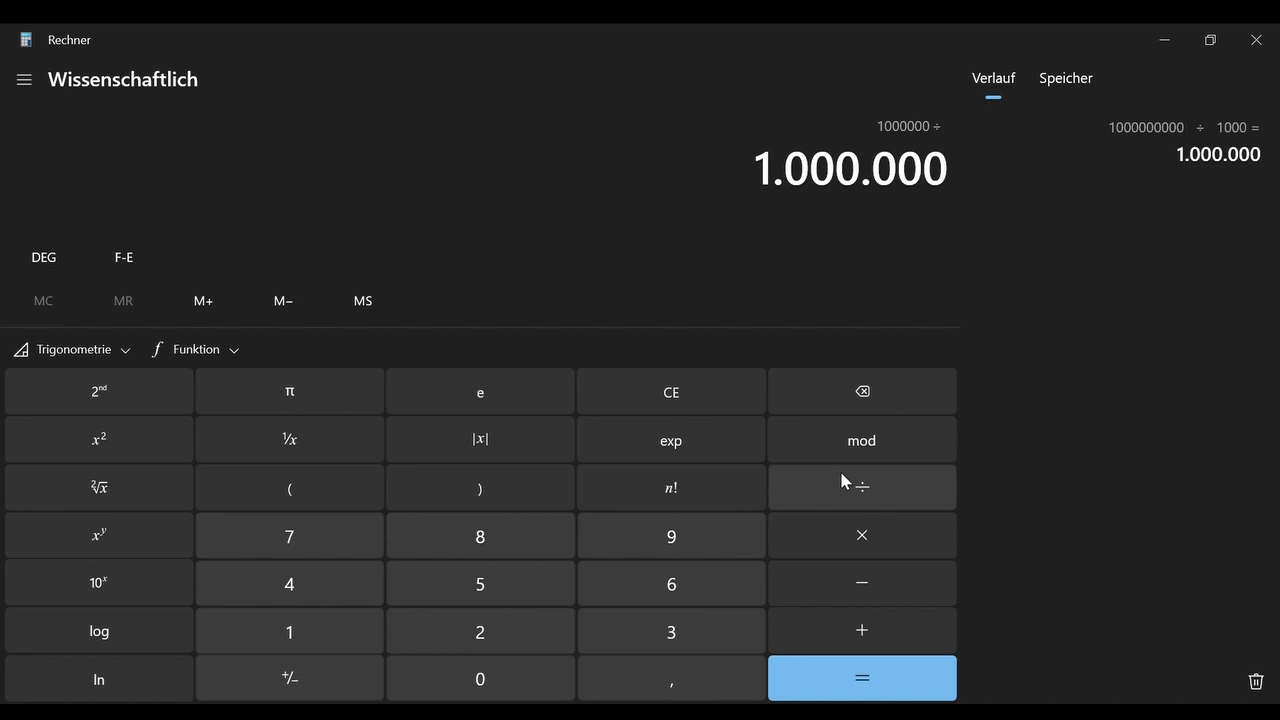 Rechner
Wissenschaftlich
Verlauf Speicher
1000000 ÷
1.000.000
1000000000 ÷ 1000 =
1.000.000
DEG F-E
MC MR M+ M− MS
Trigonometrie f Funktion
2nd π e CE
x² ¹/x |x| exp mod
²√x ( ) n! ÷
xʸ 7 8 9 ×
10ˣ 4 5 6 −
log 1 2 3 +
ln +/− 0 , =